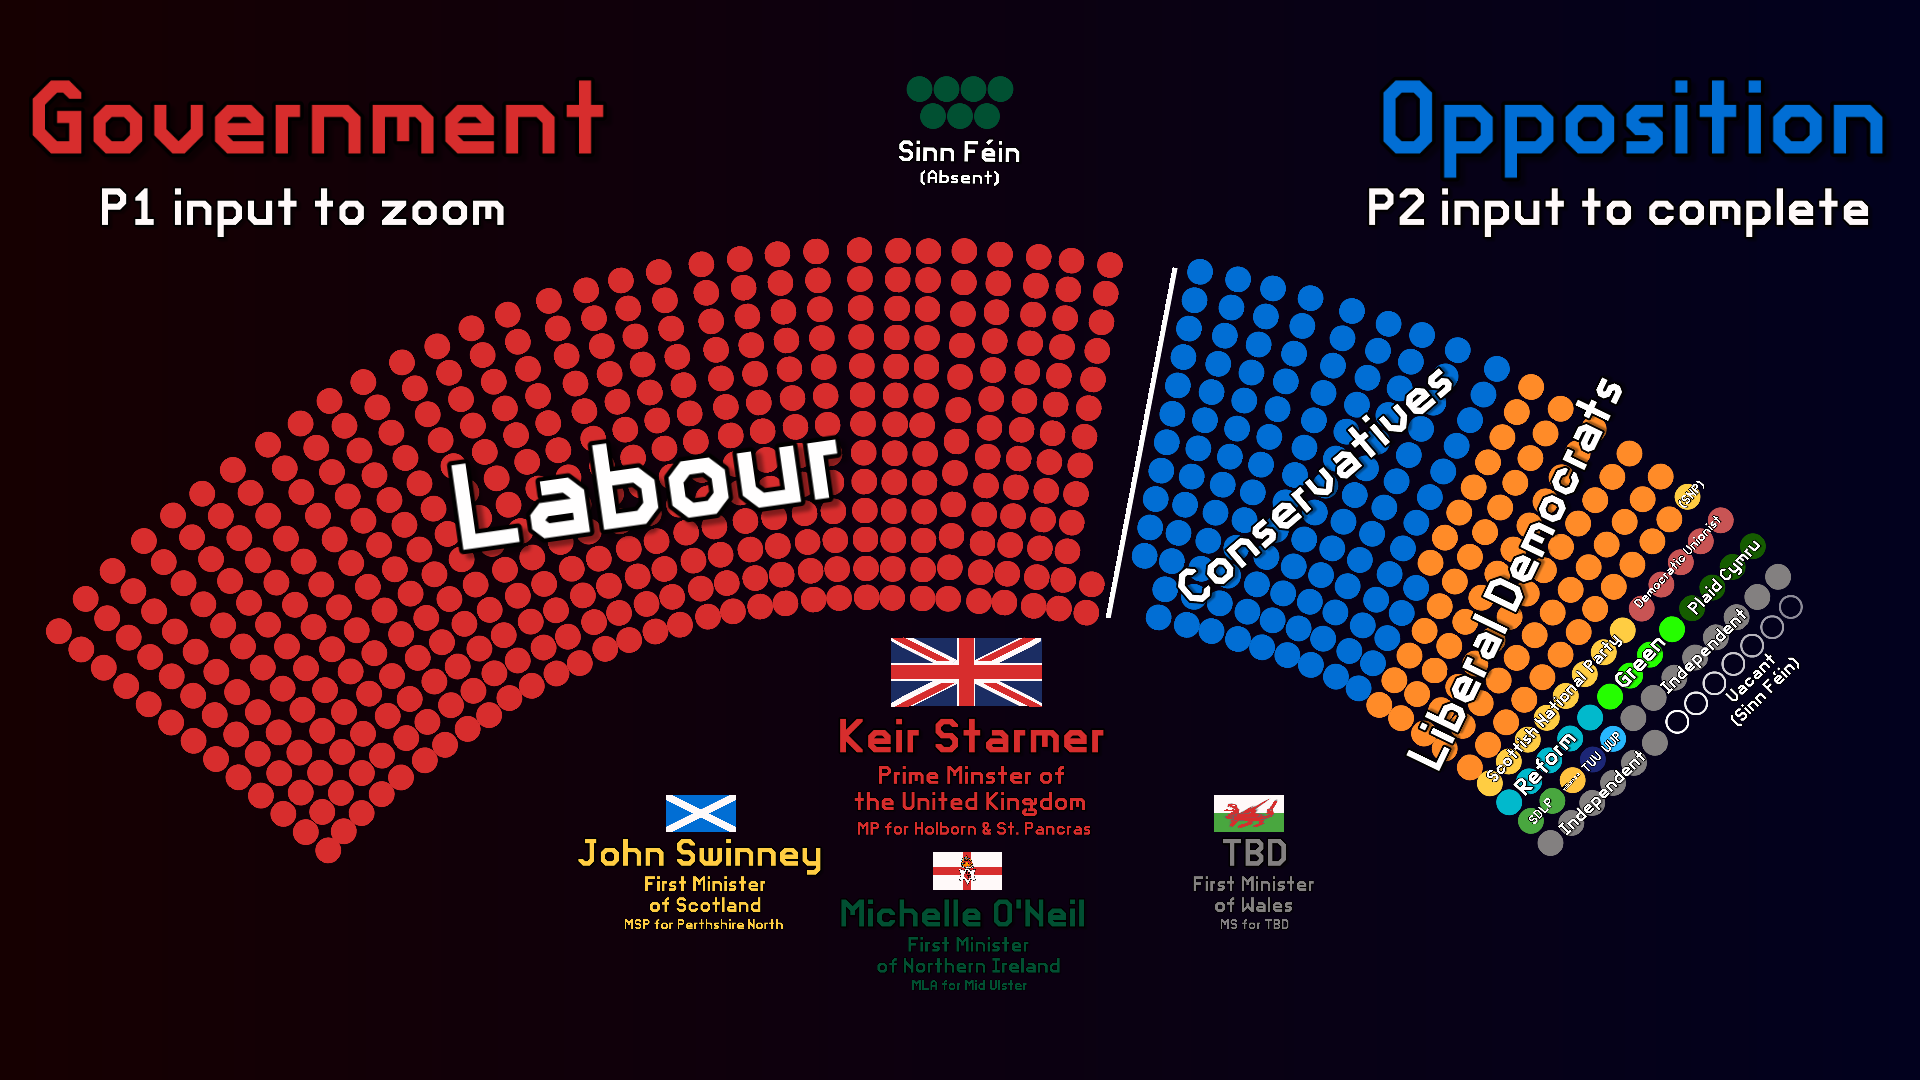 Government
P1 input to zoom
Sinn Féin
(Absent)
Opposition
P2 input to complete
Labour
Conservatives
Liberal Democrats
(SNP)
Democratic Unionist
Plaid Cymru
Scottish National Party
Green
Independent
Vacant
(Sinn Féin)
Reform
SDLP
TUV
UUP
Independent
Keir Starmer
Prime Minster of
the United Kingdom
MP for Holborn & St. Pancras
John Swinney
First Minister
of Scotland
MSP for Perthshire North
Michelle O'Neil
First Minister
of Northern Ireland
MLA for Mid Ulster
TBD
First Minister
of Wales
MS for TBD